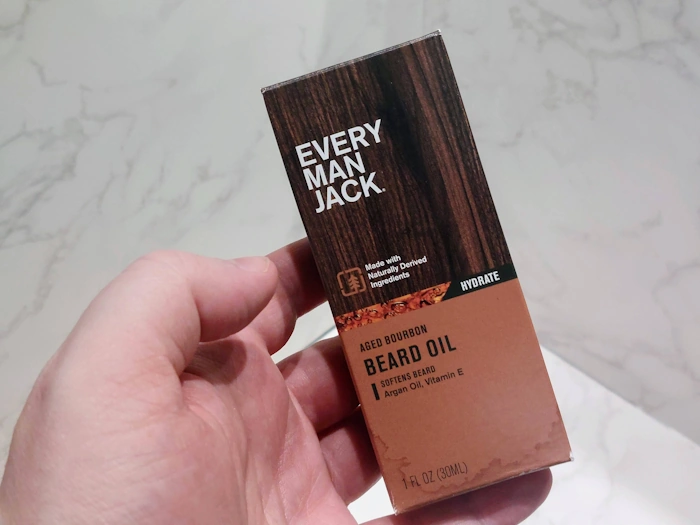 EVERY
MAN
JACK.
Made with
Naturally Derived
Ingredients
HYDRATE
AGED BOURBON
BEARD OIL
SOFTENS BEARD
Argan Oil, Vitamin E
1 FL OZ (30ML)